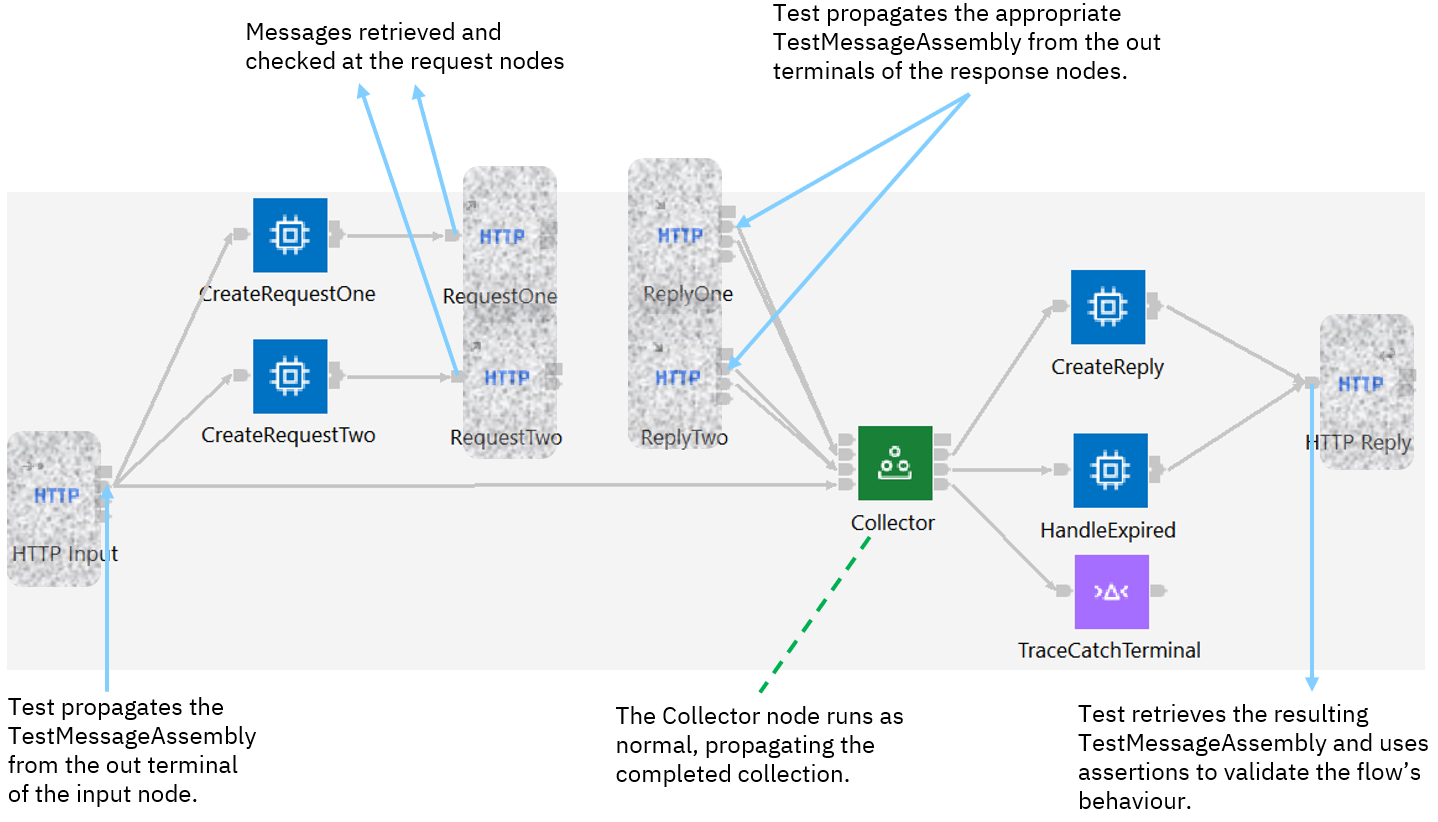 Messages retrieved and
checked at the request nodes
Test propagates the appropriate
TestMessageAssembly from the out
terminals of the response nodes.
HTTP
HTTP
CreateRequestOne
RequestOne
ReplyOne
CreateReply
HTTP
HTTP
HTTP
CreateRequestTwo
RequestTwo
ReplyTwo
HTTP Reply
HTTP
HTTP Input
Collector
HandleExpired
TraceCatchTerminal
Test propagates the
TestMessageAssembly
from the out terminal
of the input node.
The Collector node runs as
normal, propagating the
completed collection.
Test retrieves the resulting
TestMessageAssembly and uses
assertions to validate the flow’s
behaviour.